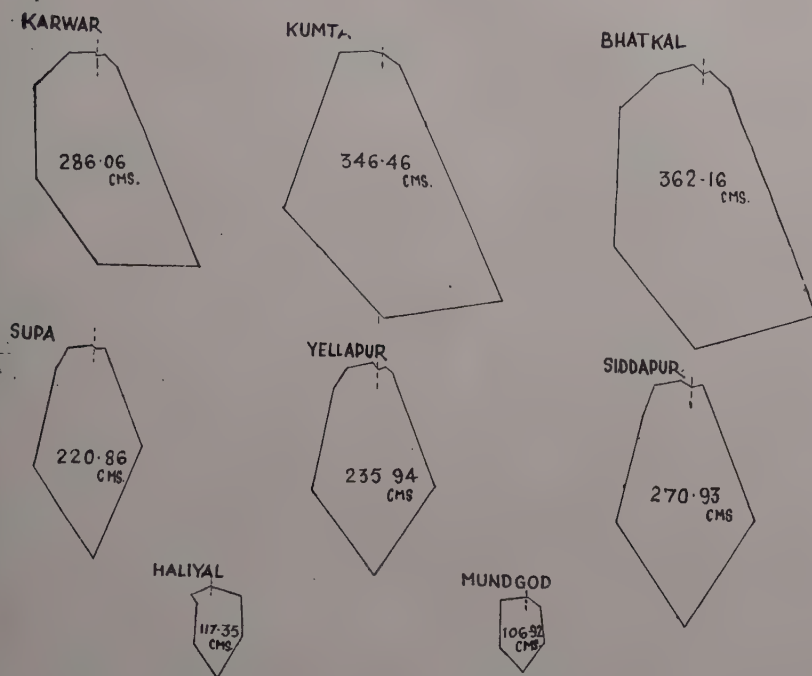 KARWAR
286·06
CMS.
KUMTA
346·46
CMS.
BHATKAL
362·16
CMS.
SUPA
220·86
CMS.
YELLAPUR
235 94
CMS
SIDDAPUR
270·93
CMS
HALIYAL
117·35
CMS.
MUNDGOD
106·92
CMS.